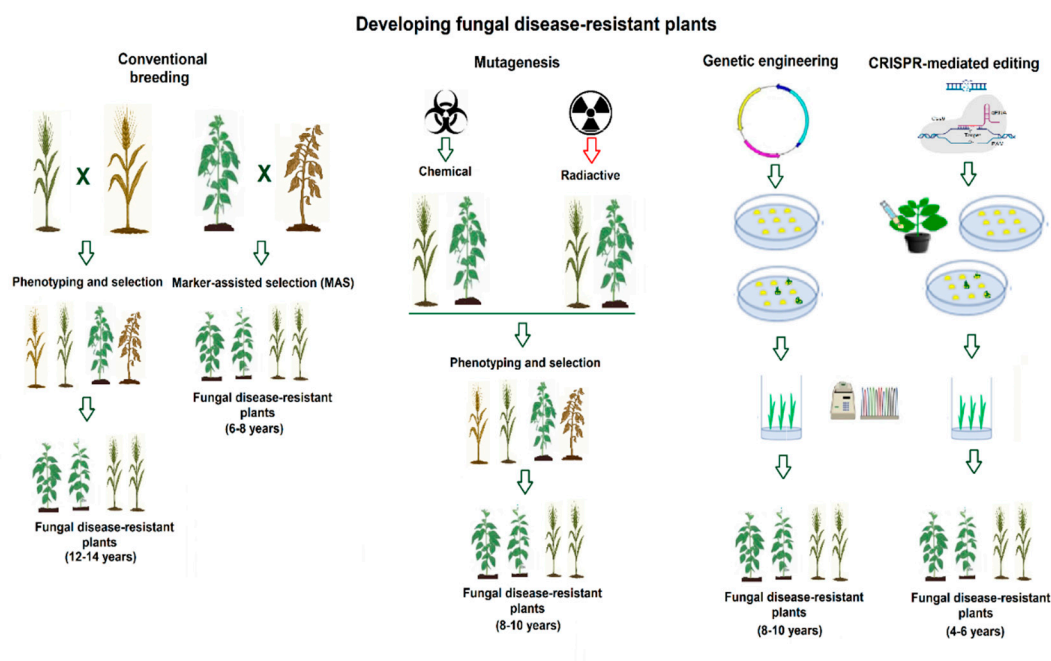 Developing fungal disease-resistant plants
Conventional
breeding
Mutagenesis
Genetic engineering
CRISPR-mediated editing
Cas9
Target
PAM
X
X
Chemical
Radiactive
Phenotyping and selection
Marker-assisted selection (MAS)
Fungal disease-resistant
plants
(6-8 years)
Phenotyping and selection
Fungal disease-resistant
plants
(12-14 years)
Fungal disease-resistant
plants
(8-10 years)
Fungal disease-resistant
plants
(8-10 years)
Fungal disease-resistant
plants
(4-6 years)